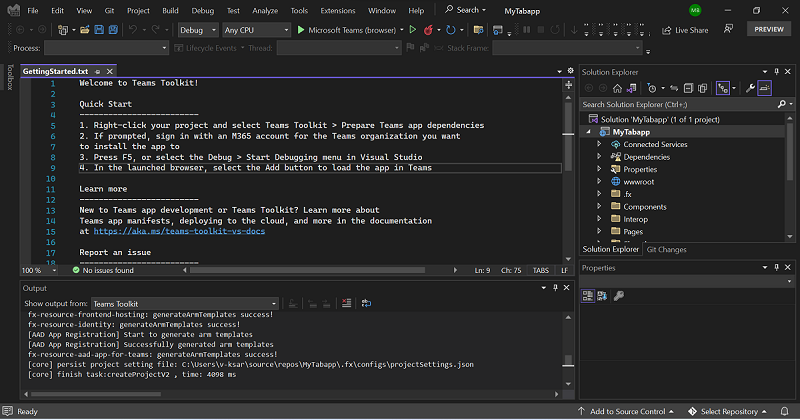 File Edit View Git Project Build Debug Test Analyze Tools Extensions Window Help Search MyTabapp MB
Debug Any CPU Microsoft Teams (browser) Live Share PREVIEW
Process: Lifecycle Events Thread: Stack Frame:
Toolbox
GettingStarted.txt
1 Welcome to Teams Toolkit!
2
3 Quick Start
4 -------------------------
5 1. Right-click your project and select Teams Toolkit > Prepare Teams app dependencies
6 2. If prompted, sign in with an M365 account for the Teams organization you want
7 to install the app to
8 3. Press F5, or select the Debug > Start Debugging menu in Visual Studio
9 4. In the launched browser, select the Add button to load the app in Teams
10
11 Learn more
12 -------------------------
13 New to Teams app development or Teams Toolkit? Learn more about
14 Teams app manifests, deploying to the cloud, and more in the documentation
15 at https://aka.ms/teams-toolkit-vs-docs
16
17 Report an issue
18 -------------------------
100 % No issues found Ln: 9 Ch: 75 TABS LF
Output
Show output from: Teams Toolkit
fx-resource-frontend-hosting: generateArmTemplates success!
fx-resource-identity: generateArmTemplates success!
[AAD App Registration] Start to generate arm templates
[AAD App Registration] Successfully generated arm templates
fx-resource-aad-app-for-teams: generateArmTemplates success!
[core] persist project setting file: C:\Users\v-ksar\source\repos\MyTabapp\.fx\configs\projectSettings.json
[core] finish task:createProjectV2 , time: 4098 ms
Solution Explorer
Search Solution Explorer (Ctrl+;)
Solution 'MyTabapp' (1 of 1 project)
MyTabapp
Connected Services
Dependencies
Properties
wwwroot
.fx
Components
Interop
Pages
Solution Explorer Git Changes
Properties
Ready Add to Source Control Select Repository